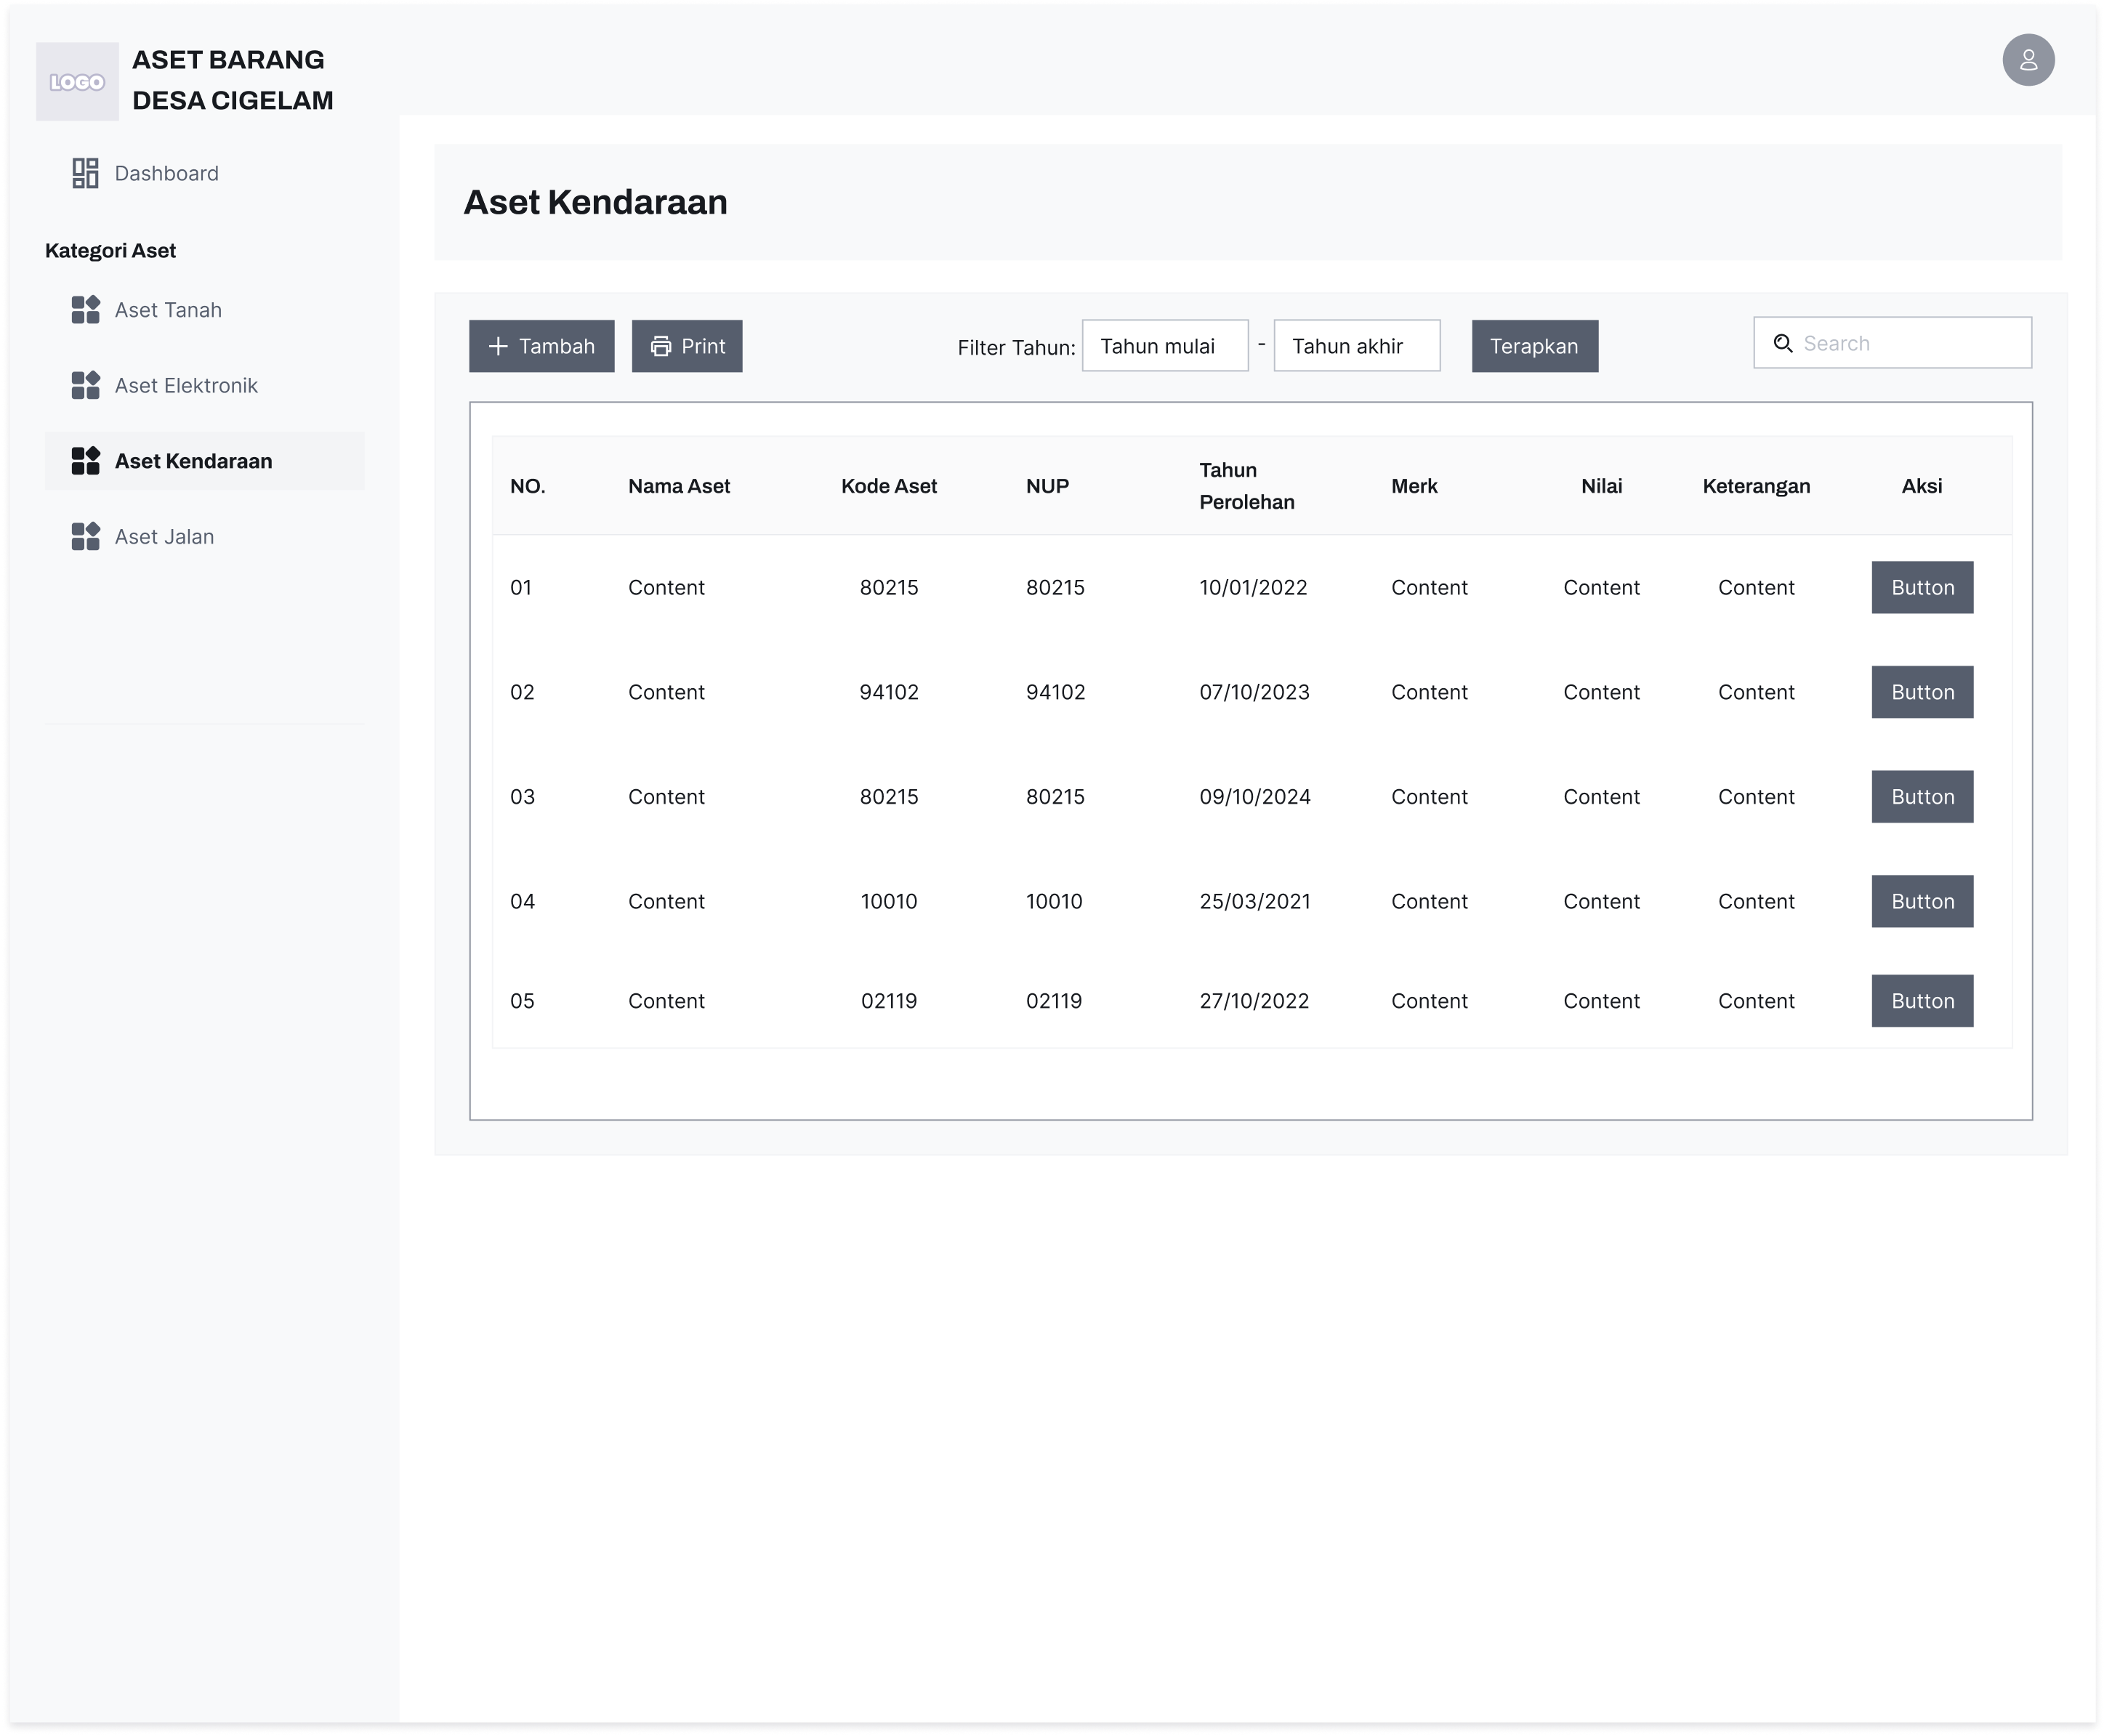 LOGO
ASET BARANG
DESA CIGELAM
Dashboard
Kategori Aset
Aset Tanah
Aset Elektronik
Aset Kendaraan
Aset Jalan
Aset Kendaraan
Tambah
Print
Filter Tahun: Tahun mulai - Tahun akhir
Terapkan
Search
NO. Nama Aset Kode Aset NUP Tahun Perolehan Merk Nilai Keterangan Aksi
01 Content 80215 80215 10/01/2022 Content Content Content Button
02 Content 94102 94102 07/10/2023 Content Content Content Button
03 Content 80215 80215 09/10/2024 Content Content Content Button
04 Content 10010 10010 25/03/2021 Content Content Content Button
05 Content 02119 02119 27/10/2022 Content Content Content Button